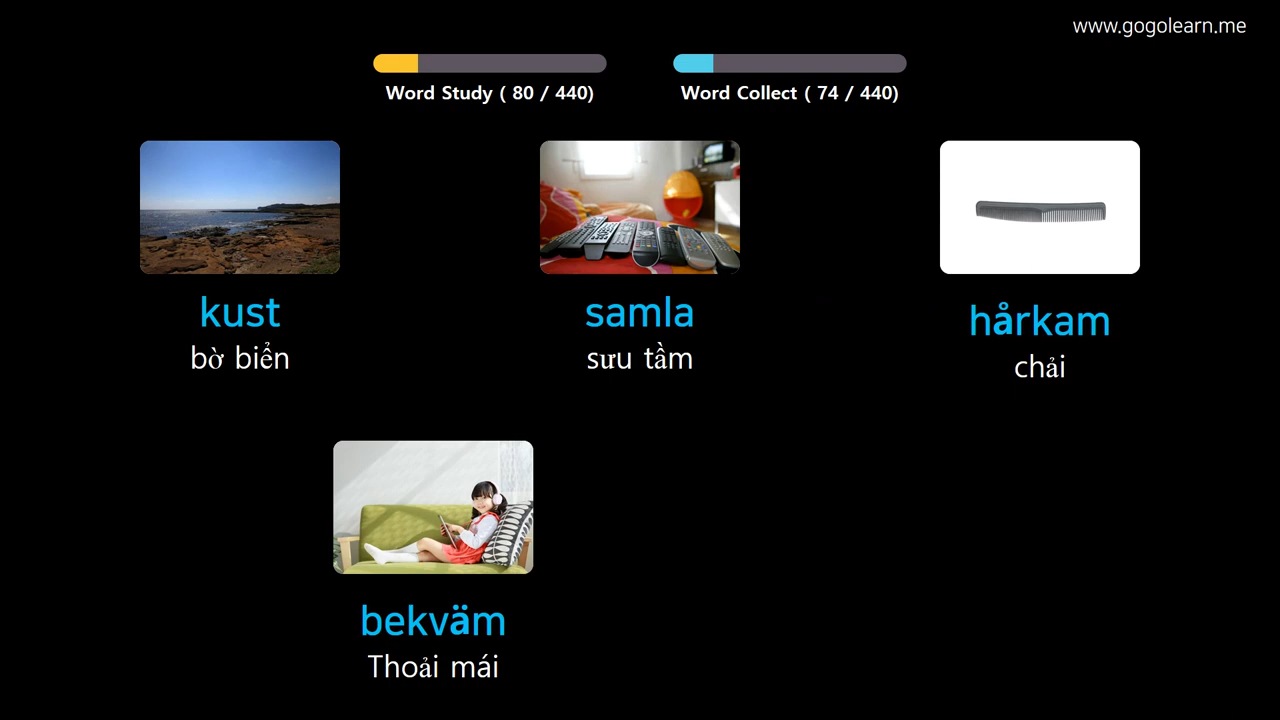 www.gogolearn.me
Word Study ( 80 / 440)
Word Collect ( 74 / 440)
kust
bờ biển
samla
sưu tầm
hårkam
chải
bekväm
Thoải mái